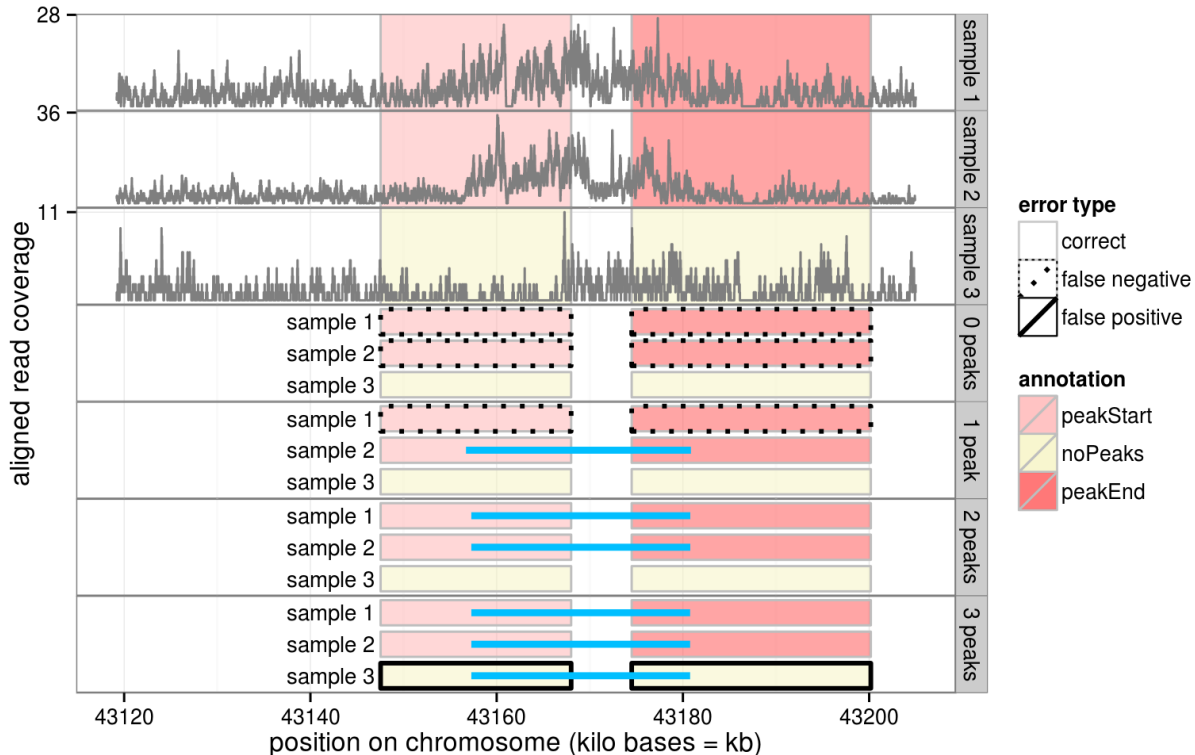 28
sample 1
36
sample 2
11
sample 3
aligned read coverage
sample 1
sample 2
sample 3
0 peaks
sample 1
sample 2
sample 3
1 peak
sample 1
sample 2
sample 3
2 peaks
sample 1
sample 2
sample 3
3 peaks
43120 43140 43160 43180 43200
position on chromosome (kilo bases = kb)
error type
correct
false negative
false positive
annotation
peakStart
noPeaks
peakEnd